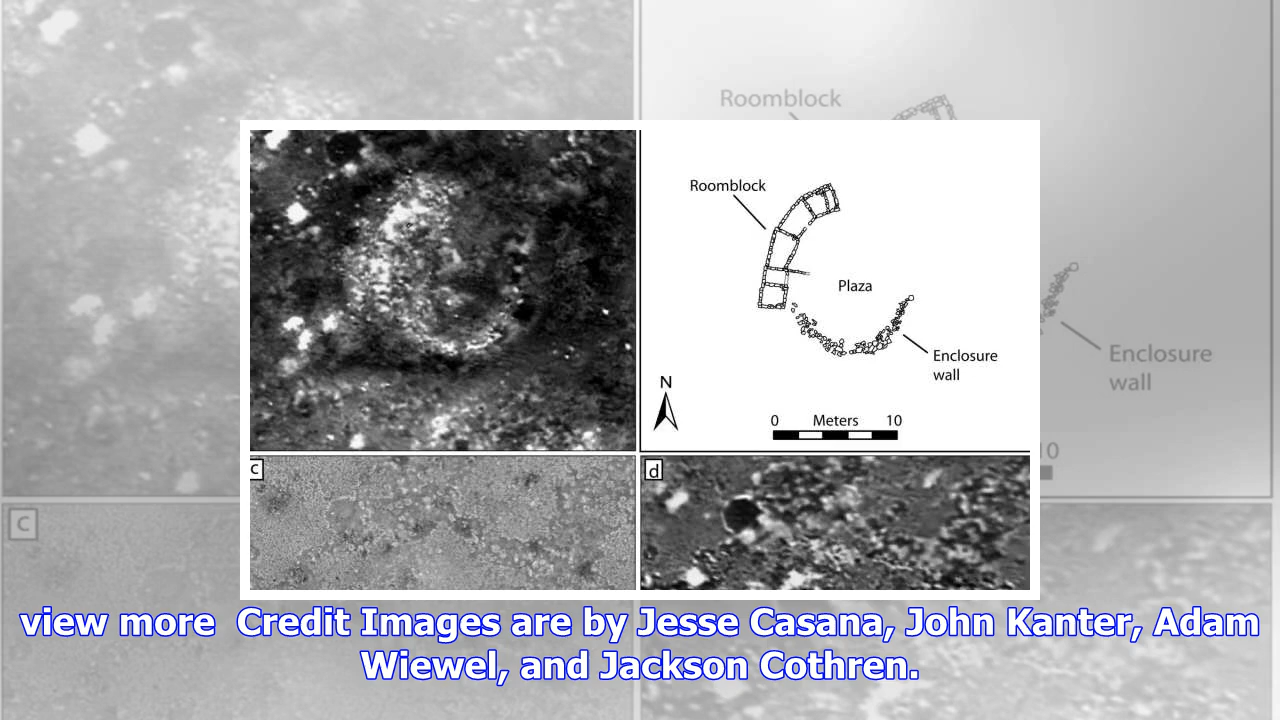 Roomblock
Roomblock
Plaza
Enclosure
wall
Enclosure
wall
N
0 Meters 10
10
c
d
C
view more Credit Images are by Jesse Casana, John Kanter, Adam
Wiewel, and Jackson Cothren.